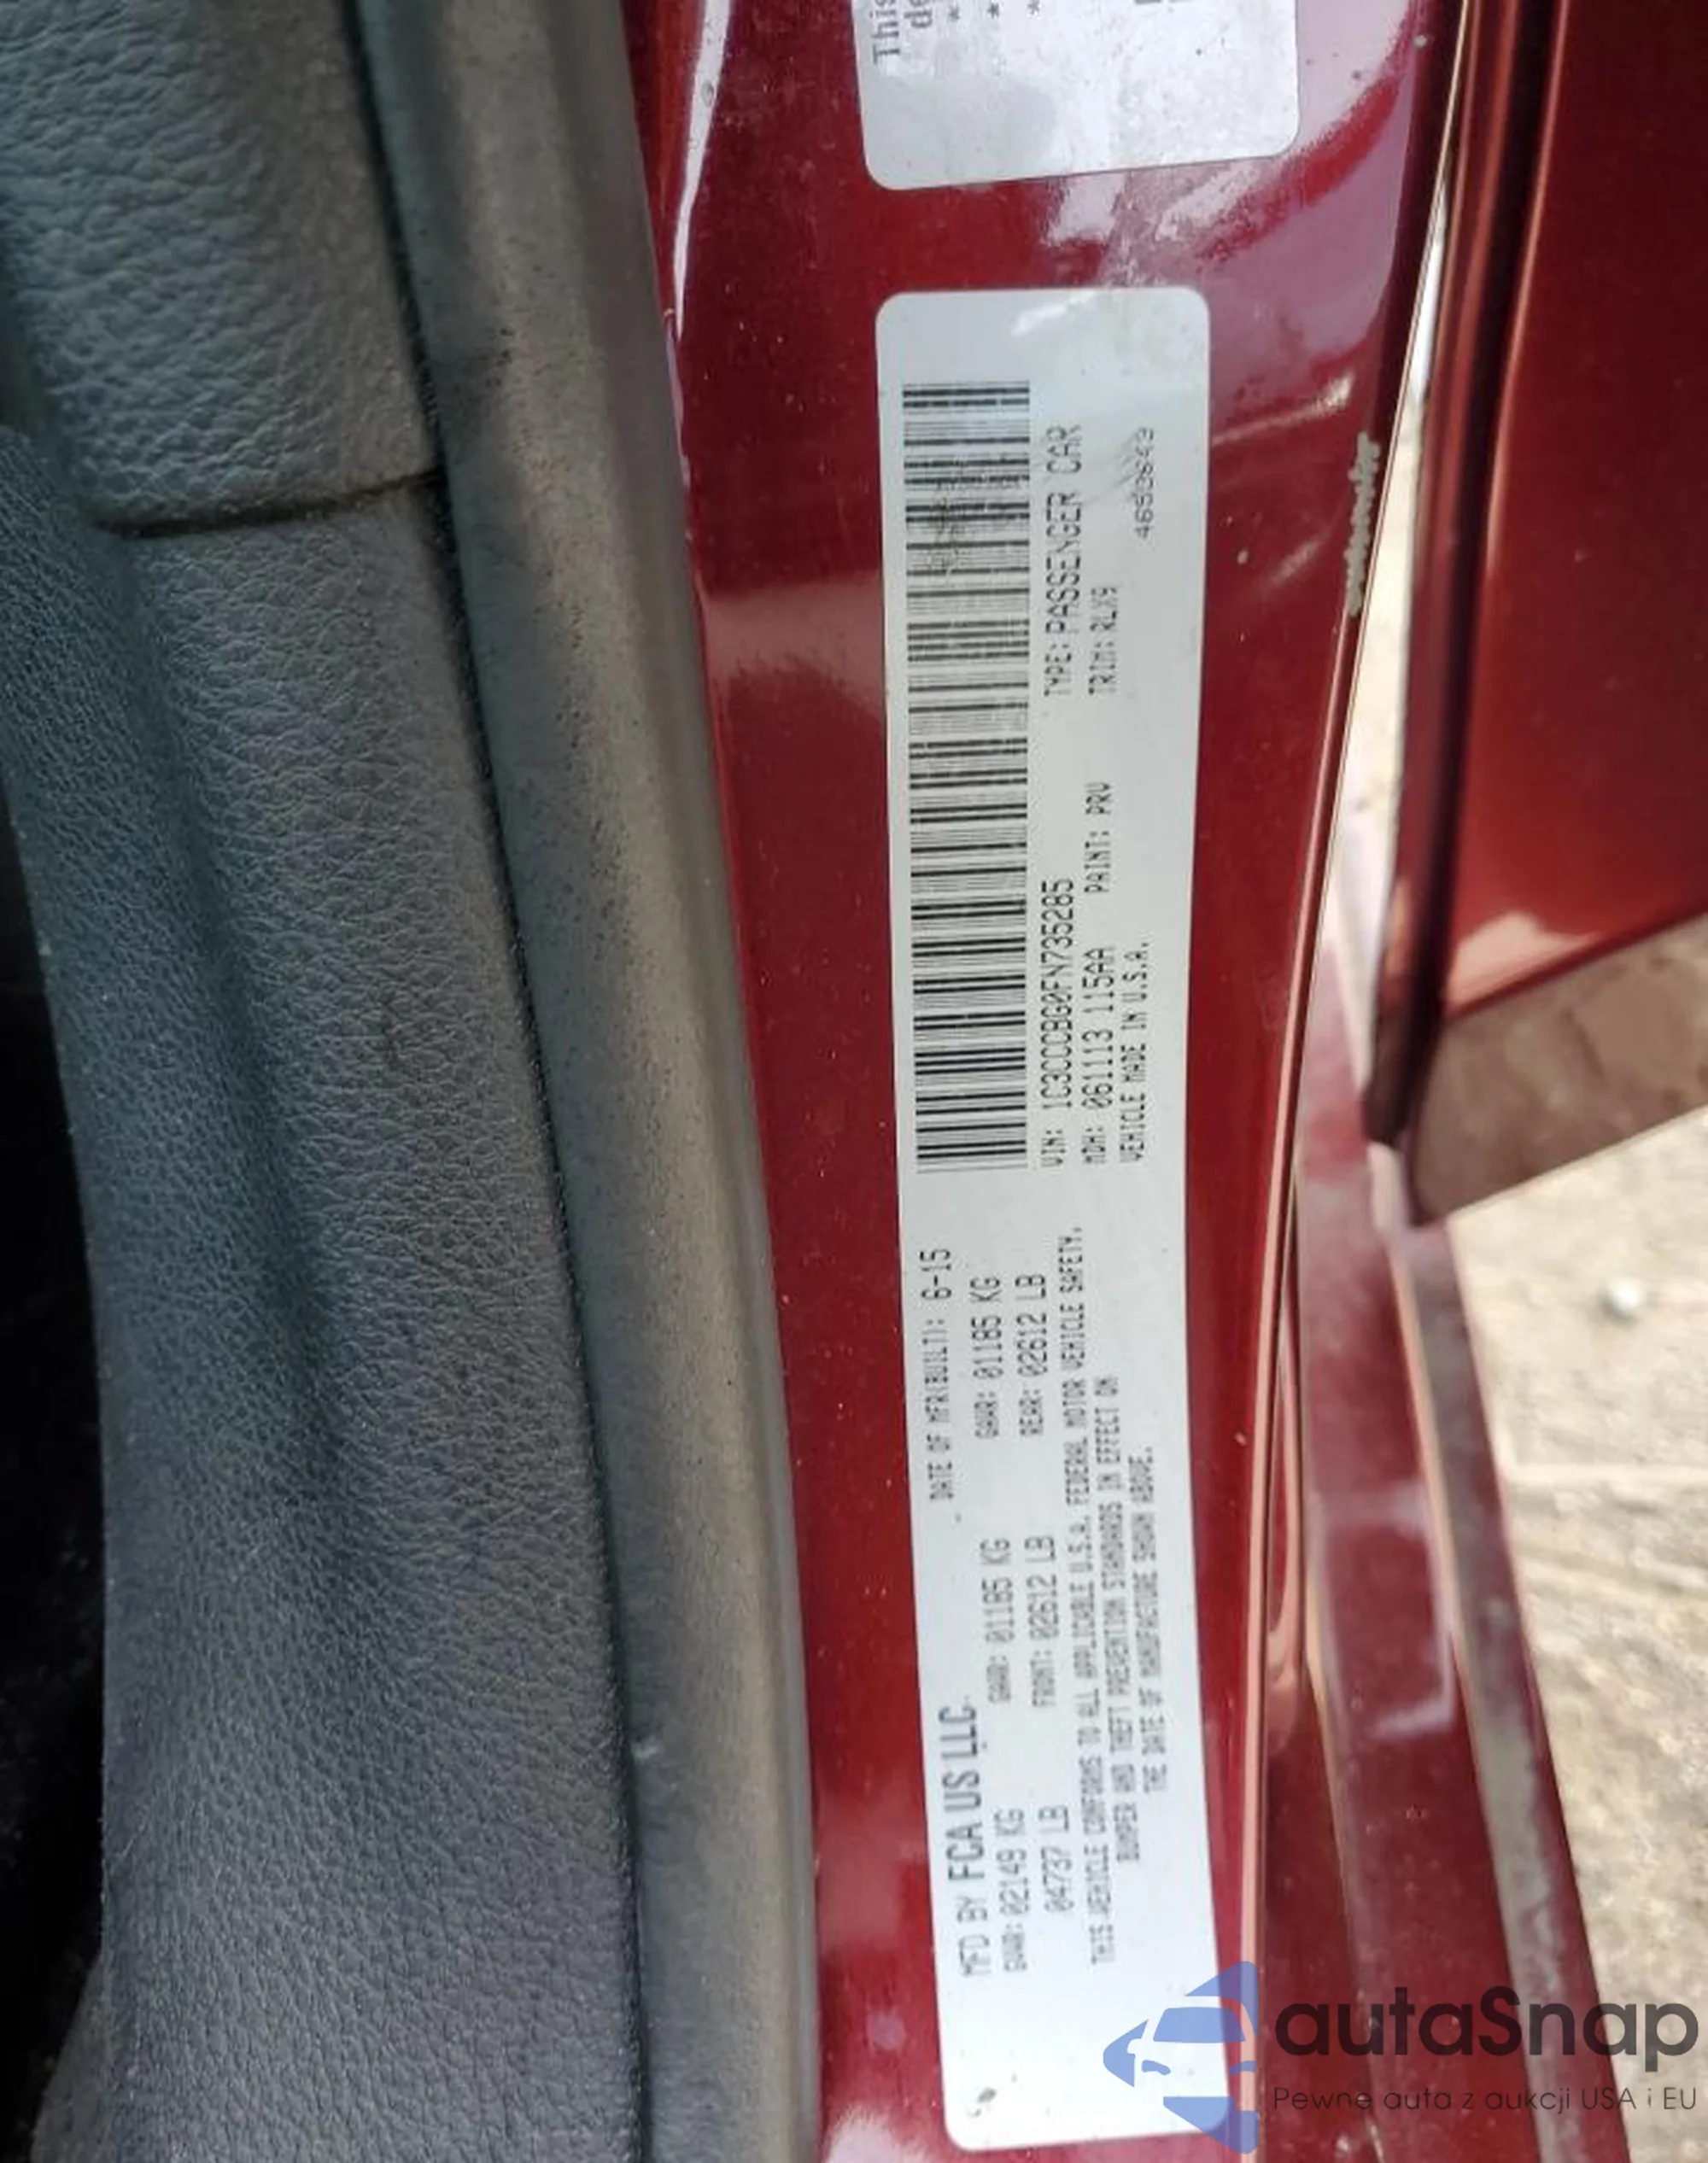 This
MFD BY FCA US LLC.
DATE OF MFR(BUILT): 6-15
GVWR: 02149 KG
GAWR: 01185 KG
GAWR: 01185 KG
04737 LB
FRONT: 02612 LB
REAR: 02612 LB
THIS VEHICLE CONFORMS TO ALL APPLICABLE U.S.A. FEDERAL MOTOR VEHICLE SAFETY,
BUMPER AND THEFT PREVENTION STANDARDS IN EFFECT ON
THE DATE OF MANUFACTURE SHOWN ABOVE.
VIN: 1C3CCCBG0FN735285
TYPE: PASSENGER CAR
MDH: 061113 115AA
PAINT: PRV
TRIM: RLX9
VEHICLE MADE IN U.S.A.
autaSnap
Pewne auta z aukcji USA i EU